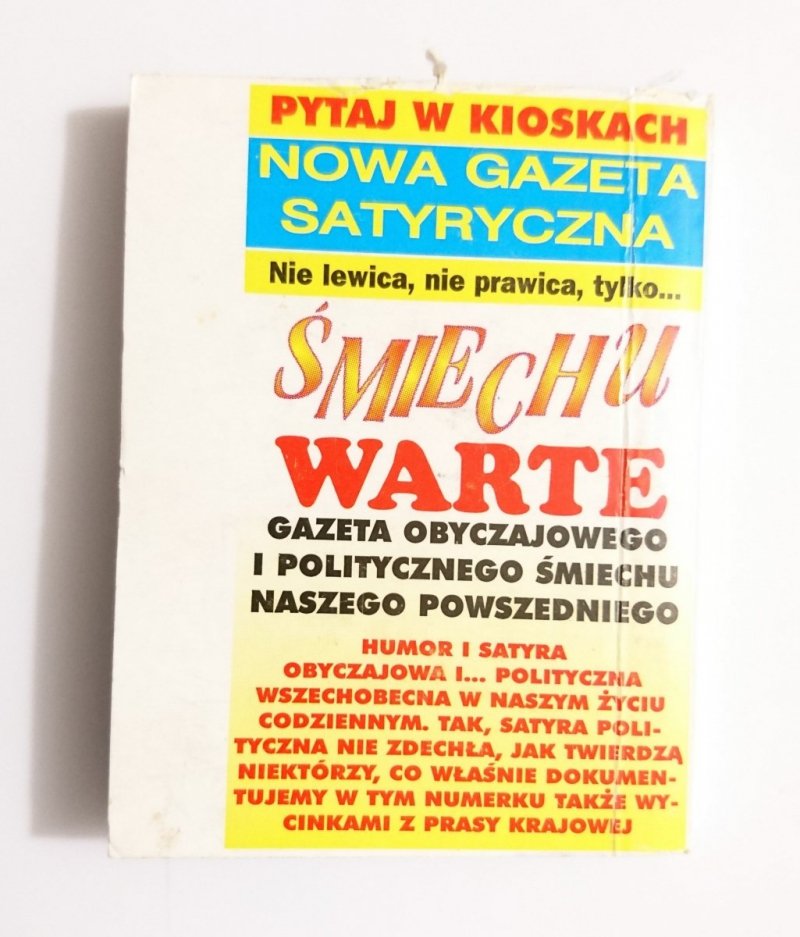 PYTAJ W KIOSKACH
NOWA GAZETA
SATYRYCZNA
Nie lewica, nie prawica, tylko...
ŚMIECHU
WARTE
GAZETA OBYCZAJOWEGO
I POLITYCZNEGO ŚMIECHU
NASZEGO POWSZEDNIEGO
HUMOR I SATYRA
OBYCZAJOWA I... POLITYCZNA
WSZECHOBECNA W NASZYM ŻYCIU
CODZIENNYM. TAK, SATYRA POLI-
TYCZNA NIE ZDECHŁA, JAK TWIERDZĄ
NIEKTÓRZY, CO WŁAŚNIE DOKUMEN-
TUJEMY W TYM NUMERKU TAKŻE WY-
CINKAMI Z PRASY KRAJOWEJ